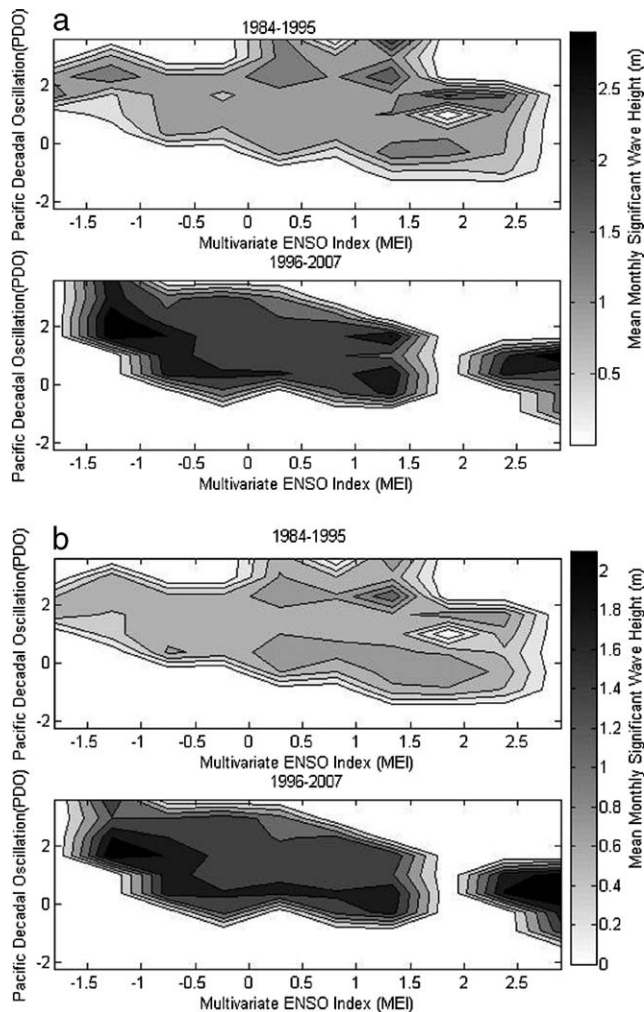 a
1984-1995
Pacific Decadal Oscillation(PDO)
2
0
-2
-1.5 -1 -0.5 0 0.5 1 1.5 2 2.5
Multivariate ENSO Index (MEI)
1996-2007
Pacific Decadal Oscillation(PDO)
2
0
-2
-1.5 -1 -0.5 0 0.5 1 1.5 2 2.5
Multivariate ENSO Index (MEI)
2.5
2
1.5
1
0.5
Mean Monthly Significant Wave Height (m)
b
1984-1995
Pacific Decadal Oscillation(PDO)
2
0
-2
-1.5 -1 -0.5 0 0.5 1 1.5 2 2.5
Multivariate ENSO Index (MEI)
1996-2007
Pacific Decadal Oscillation(PDO)
2
0
-2
-1.5 -1 -0.5 0 0.5 1 1.5 2 2.5
Multivariate ENSO Index (MEI)
2
1.8
1.6
1.4
1.2
1
0.8
0.6
0.4
0.2
0
Mean Monthly Significant Wave Height (m)